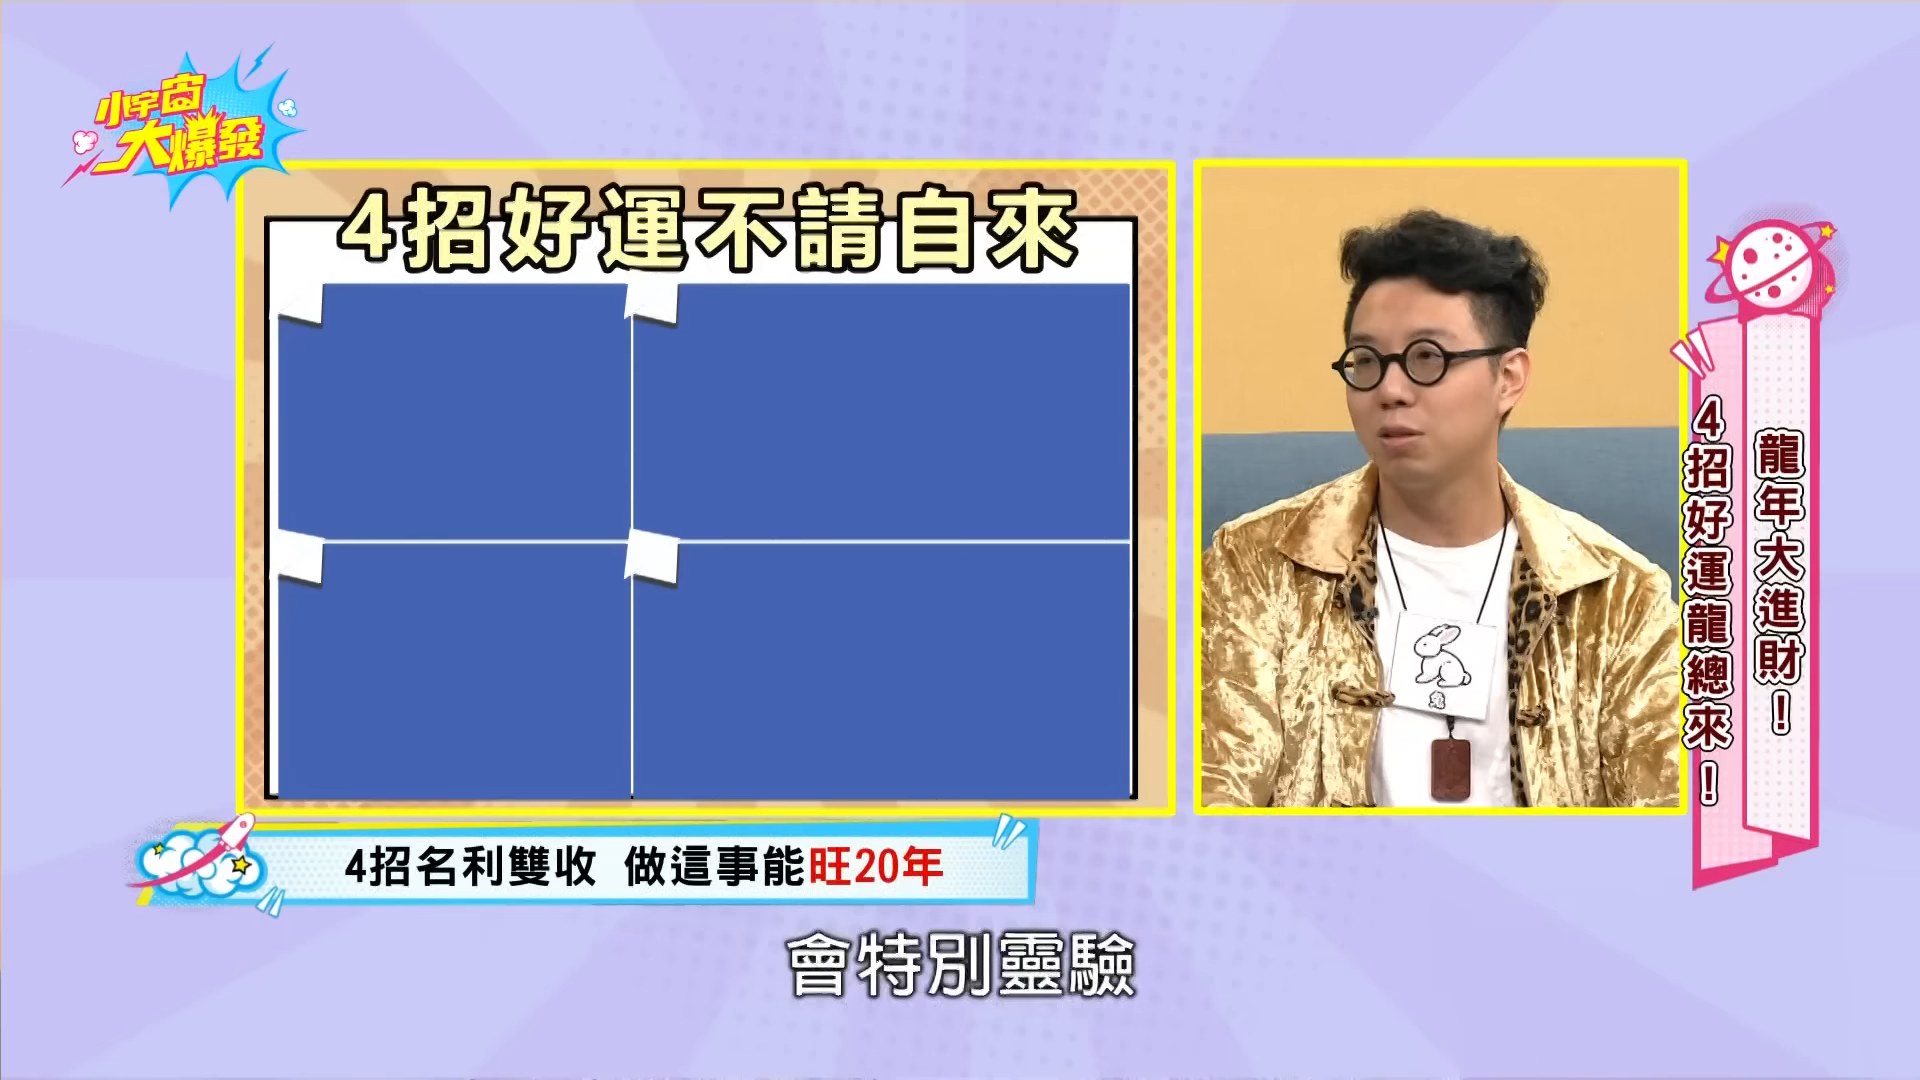 小宇宙
大爆發
4招好運不請自來
龍年大進財！
4招好運龍總來！
兔
4招名利雙收 做這事能旺20年
會特別靈驗